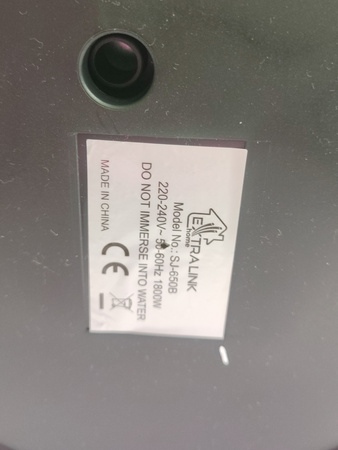 EXTRA LINK
home
Model No.: SJ-650B
220-240V~ 50-60Hz 1800W
DO NOT IMMERSE INTO WATER
MADE IN CHINA
CE